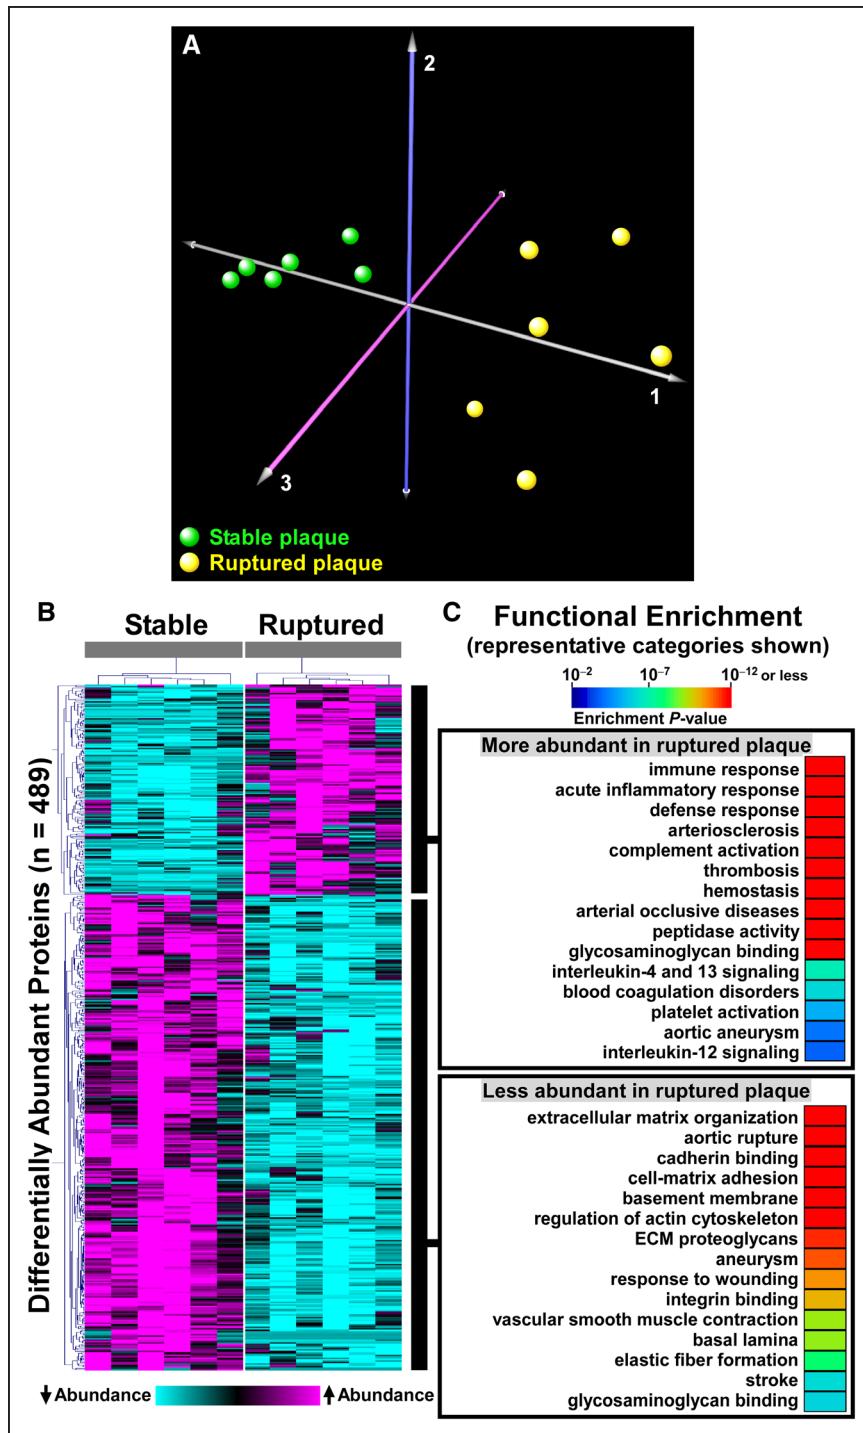 A
2
1
3
Stable plaque
Ruptured plaque
B
Stable Ruptured
Differentially Abundant Proteins (n = 489)
↓ Abundance ↑ Abundance
C
Functional Enrichment
(representative categories shown)
10⁻² 10⁻⁷ 10⁻¹² or less
Enrichment P-value
More abundant in ruptured plaque
immune response
acute inflammatory response
defense response
arteriosclerosis
complement activation
thrombosis
hemostasis
arterial occlusive diseases
peptidase activity
glycosaminoglycan binding
interleukin-4 and 13 signaling
blood coagulation disorders
platelet activation
aortic aneurysm
interleukin-12 signaling
Less abundant in ruptured plaque
extracellular matrix organization
aortic rupture
cadherin binding
cell-matrix adhesion
basement membrane
regulation of actin cytoskeleton
ECM proteoglycans
aneurysm
response to wounding
integrin binding
vascular smooth muscle contraction
basal lamina
elastic fiber formation
stroke
glycosaminoglycan binding